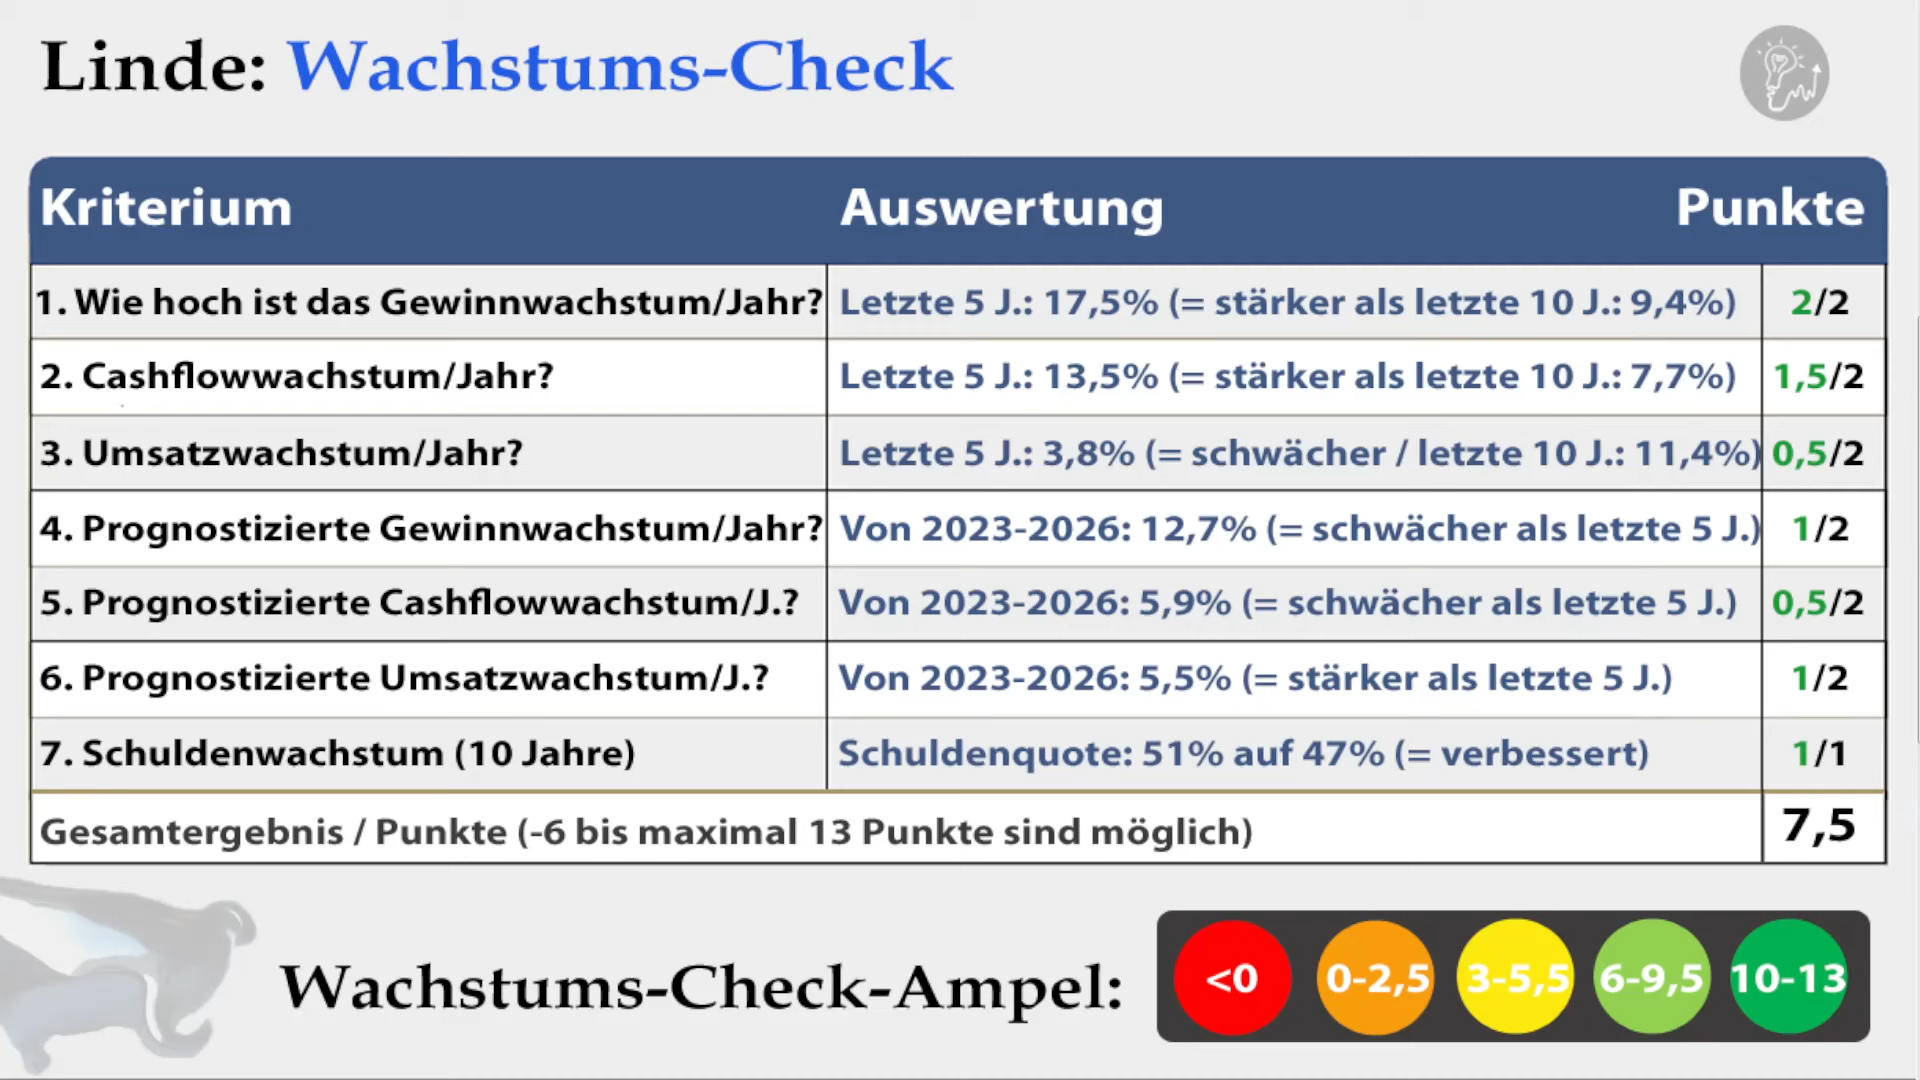 Linde: Wachstums-Check
Kriterium Auswertung Punkte
1. Wie hoch ist das Gewinnwachstum/Jahr? Letzte 5 J.: 17,5% (= stärker als letzte 10 J.: 9,4%) 2/2
2. Cashflowwachstum/Jahr? Letzte 5 J.: 13,5% (= stärker als letzte 10 J.: 7,7%) 1,5/2
3. Umsatzwachstum/Jahr? Letzte 5 J.: 3,8% (= schwächer / letzte 10 J.: 11,4%) 0,5/2
4. Prognostizierte Gewinnwachstum/Jahr? Von 2023-2026: 12,7% (= schwächer als letzte 5 J.) 1/2
5. Prognostizierte Cashflowwachstum/J.? Von 2023-2026: 5,9% (= schwächer als letzte 5 J.) 0,5/2
6. Prognostizierte Umsatzwachstum/J.? Von 2023-2026: 5,5% (= stärker als letzte 5 J.) 1/2
7. Schuldenwachstum (10 Jahre) Schuldenquote: 51% auf 47% (= verbessert) 1/1
Gesamtergebnis / Punkte (-6 bis maximal 13 Punkte sind möglich) 7,5
Wachstums-Check-Ampel: <0 0-2,5 3-5,5 6-9,5 10-13